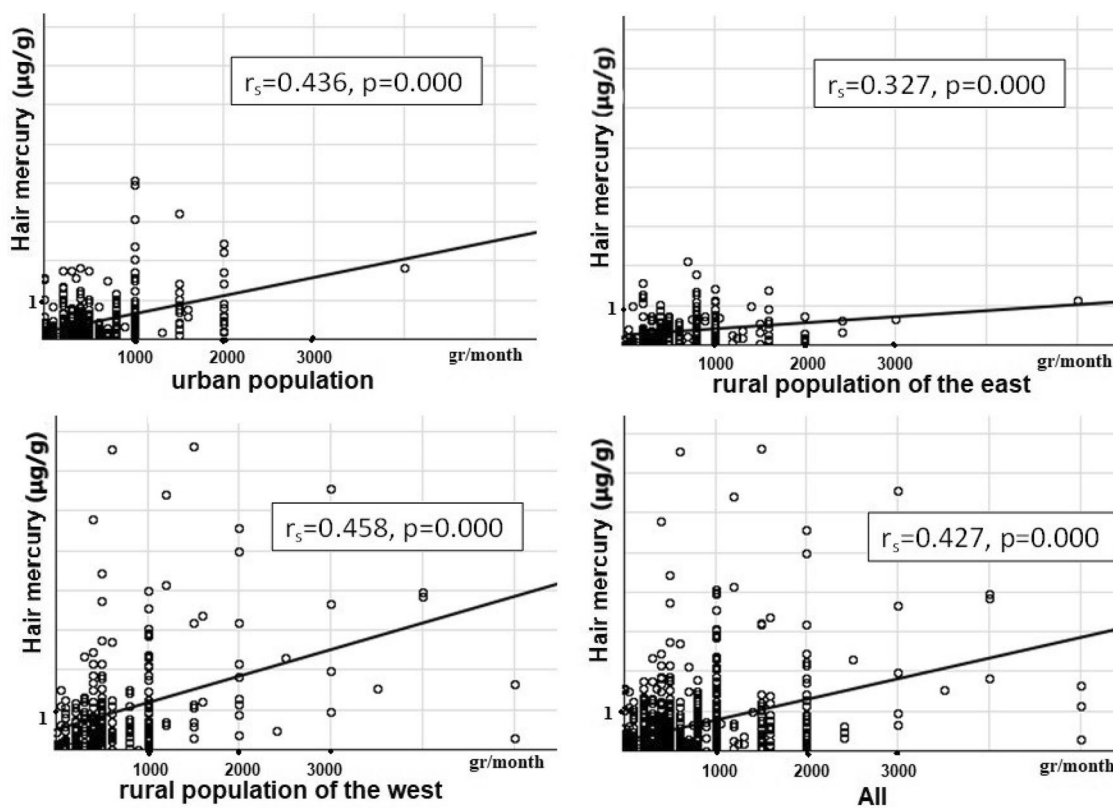 Hair mercury (µg/g)
rₛ=0.436, p=0.000
1
1000 2000 3000 gr/month
urban population
Hair mercury (µg/g)
rₛ=0.327, p=0.000
1
1000 2000 3000 gr/month
rural population of the east
Hair mercury (µg/g)
rₛ=0.458, p=0.000
1
1000 2000 3000 gr/month
rural population of the west
Hair mercury (µg/g)
rₛ=0.427, p=0.000
1
1000 2000 3000 gr/month
All